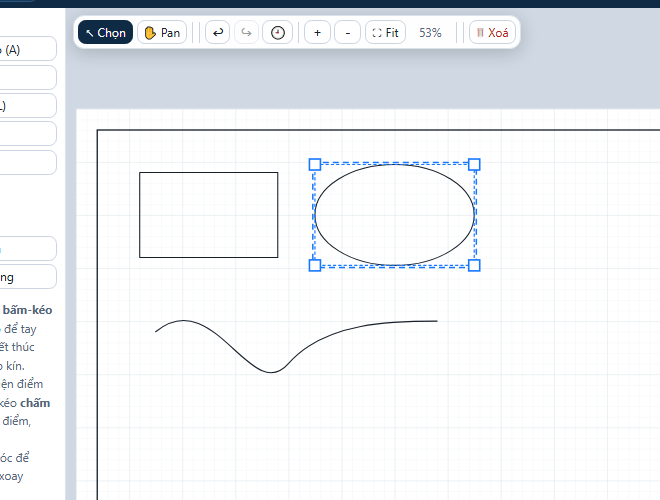 Chọn
Pan
+
-
Fit
53%
Xoá
(A)
L)
ng
bấm-kéo
để tay
ết thúc
kín.
ện điểm
kéo chấm
điểm,
óc để
xoay